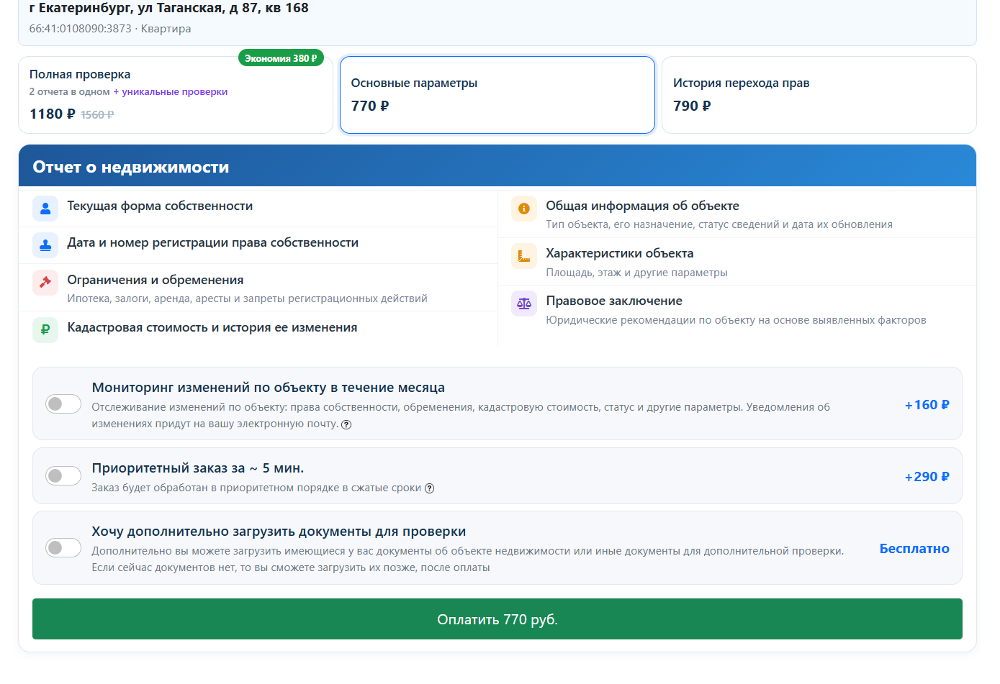 г Екатеринбург, ул Таганская, д 87, кв 168
66:41:0108090:3873 · Квартира
Экономия 380 ₽
Полная проверка
2 отчета в одном + уникальные проверки
1180 ₽ 1560 ₽
Основные параметры
770 ₽
История перехода прав
790 ₽
Отчет о недвижимости
Текущая форма собственности
Дата и номер регистрации права собственности
Ограничения и обременения
Ипотека, залоги, аренда, аресты и запреты регистрационных действий
₽ Кадастровая стоимость и история ее изменения
Общая информация об объекте
Тип объекта, его назначение, статус сведений и дата их обновления
Характеристики объекта
Площадь, этаж и другие параметры
Правовое заключение
Юридические рекомендации по объекту на основе выявленных факторов
Мониторинг изменений по объекту в течение месяца
Отслеживание изменений по объекту: права собственности, обременения, кадастровую стоимость, статус и другие параметры. Уведомления об
изменениях придут на вашу электронную почту. ?
+160 ₽
Приоритетный заказ за ~ 5 мин.
Заказ будет обработан в приоритетном порядке в сжатые сроки ?
+290 ₽
Хочу дополнительно загрузить документы для проверки
Дополнительно вы можете загрузить имеющиеся у вас документы об объекте недвижимости или иные документы для дополнительной проверки.
Если сейчас документов нет, то вы сможете загрузить их позже, после оплаты
Бесплатно
Оплатить 770 руб.